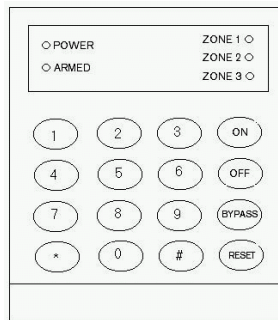 POWER ZONE 1
ZONE 2
ARMED ZONE 3
1 2 3 ON
4 5 6 OFF
7 8 9 BYPASS
* 0 # RESET